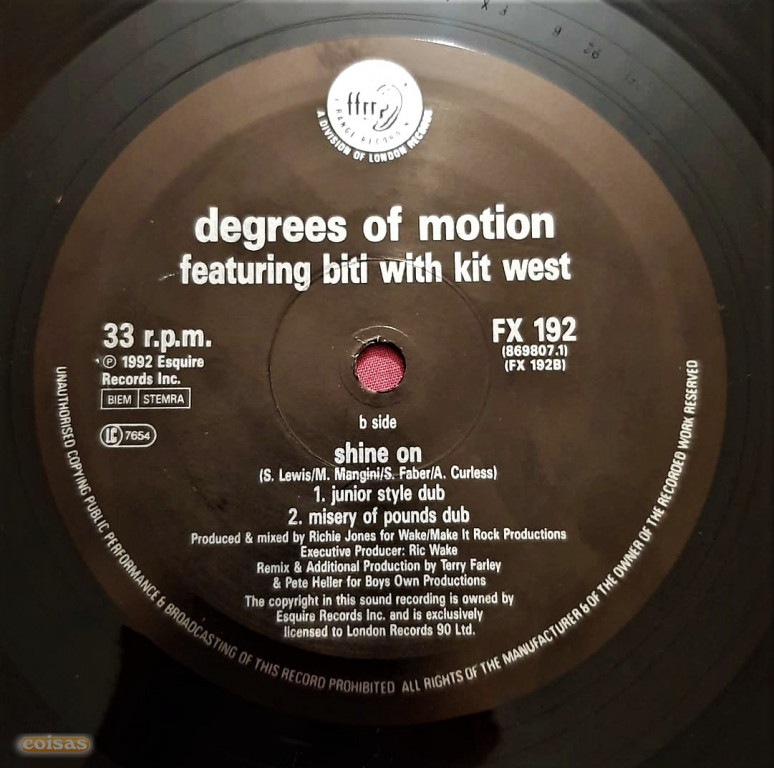 ffrr
A DIVISION OF LONDON RECORDS
degrees of motion
featuring biti with kit west
33 r.p.m.
℗ 1992 Esquire
Records Inc.
BIEM STEMRA
LC 7654
FX 192
(869807.1)
(FX 192B)
b side
shine on
(S. Lewis/M. Mangini/S. Faber/A. Curless)
1. junior style dub
2. misery of pounds dub
Produced & mixed by Richie Jones for Wake/Make It Rock Productions
Executive Producer: Ric Wake
Remix & Additional Production by Terry Farley
& Pete Heller for Boys Own Productions
The copyright in this sound recording is owned by
Esquire Records Inc. and is exclusively
licensed to London Records 90 Ltd.
UNAUTHORISED COPYING PUBLIC PERFORMANCE & BROADCASTING OF THIS RECORD PROHIBITED ALL RIGHTS OF THE MANUFACTURER & OF THE OWNER OF THE RECORDED WORK RESERVED
coisas